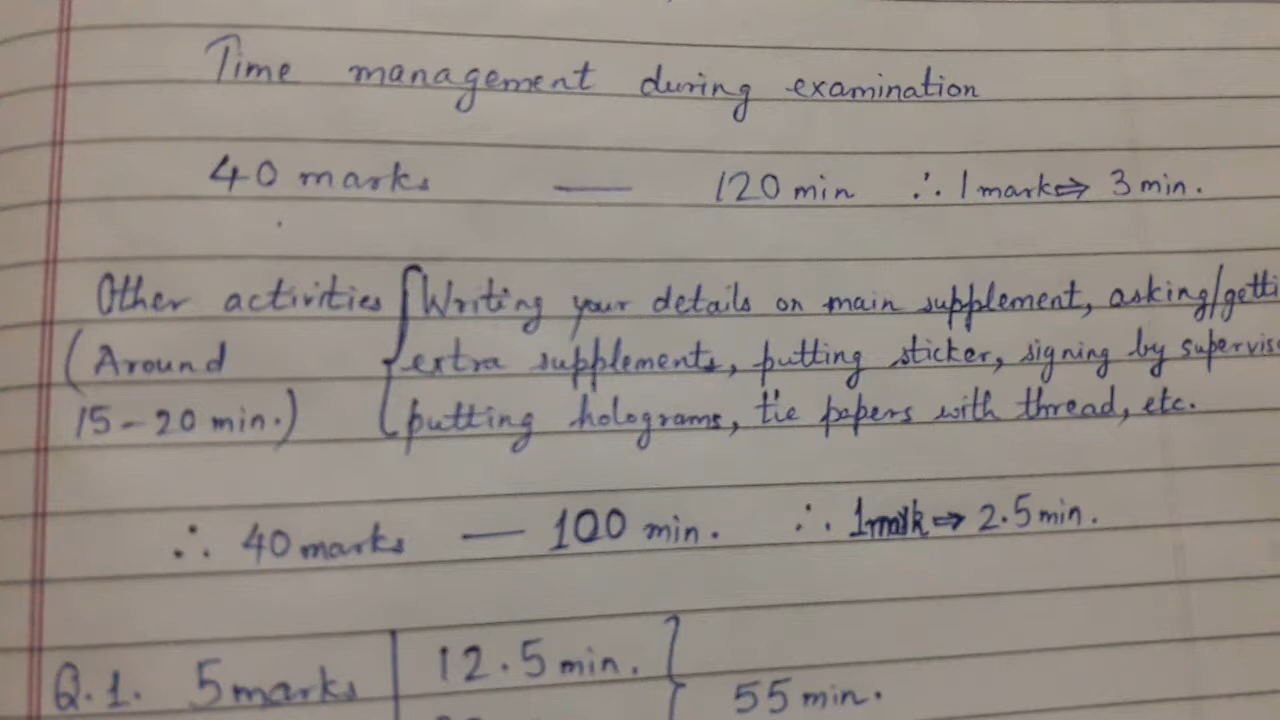 Time management during examination
40 marks — 120 min ∴ 1 mark ⇒ 3 min.
Other activities { Writing your details on main supplement, asking/getti
(Around extra supplements, putting sticker, signing by supervis
15-20 min.) putting holograms, tie papers with thread, etc.
∴ 40 marks — 100 min. ∴ 1 mark ⇒ 2.5 min.
Q.1. 5 marks | 12.5 min. }
55 min.